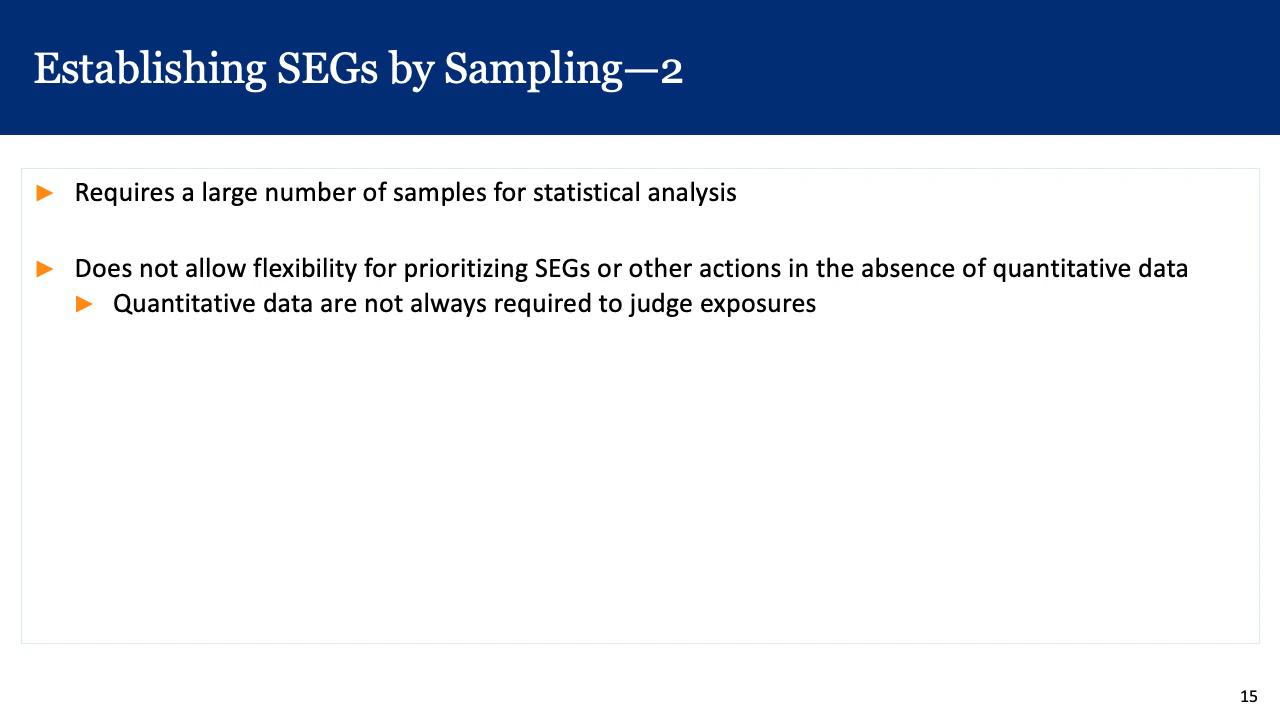 Establishing SEGs by Sampling—2
► Requires a large number of samples for statistical analysis
► Does not allow flexibility for prioritizing SEGs or other actions in the absence of quantitative data
► Quantitative data are not always required to judge exposures
15